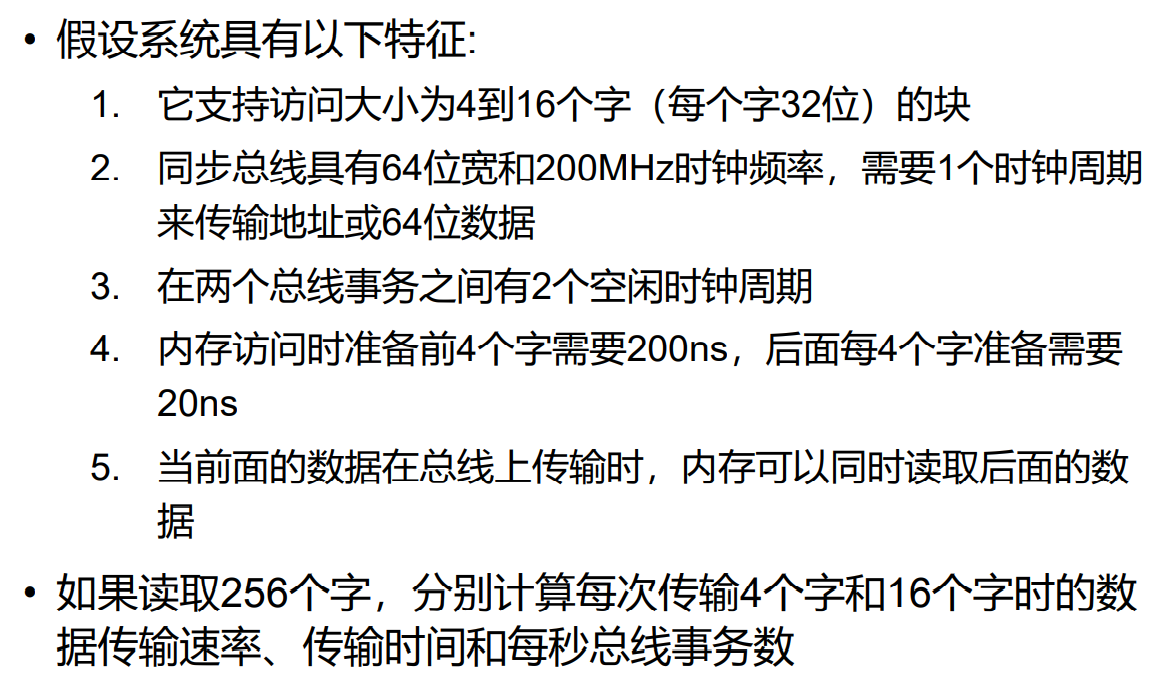 • 假设系统具有以下特征:
1. 它支持访问大小为4到16个字（每个字32位）的块
2. 同步总线具有64位宽和200MHz时钟频率，需要1个时钟周期
来传输地址或64位数据
3. 在两个总线事务之间有2个空闲时钟周期
4. 内存访问时准备前4个字需要200ns，后面每4个字准备需要
20ns
5. 当前面的数据在总线上传输时，内存可以同时读取后面的数
据
• 如果读取256个字，分别计算每次传输4个字和16个字时的数
据传输速率、传输时间和每秒总线事务数